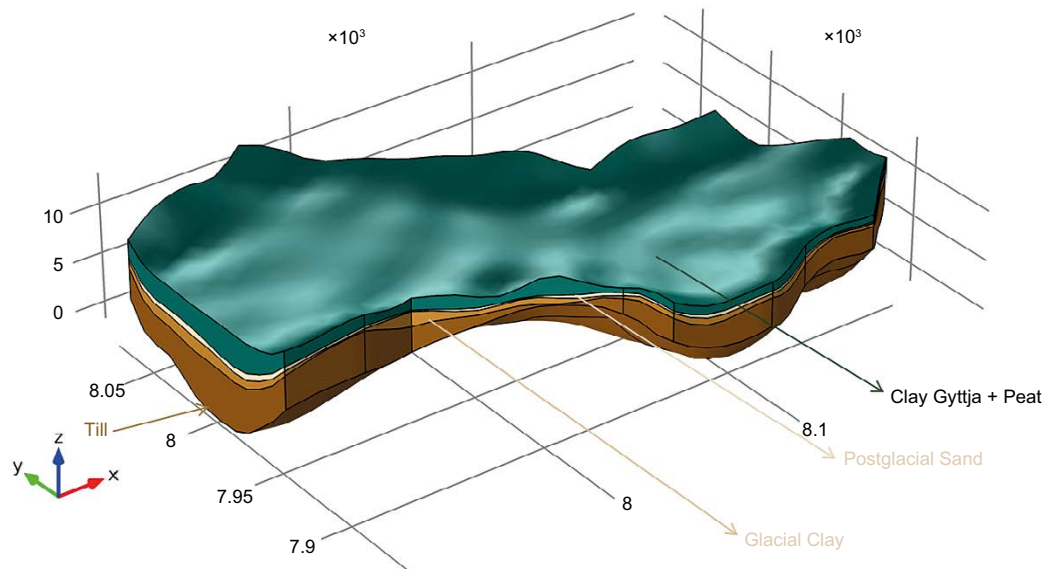 ×10³
×10³
10
5
0
8.05
8
7.95
7.9
8
8.1
Till
Clay Gyttja + Peat
Postglacial Sand
Glacial Clay
z
y
x